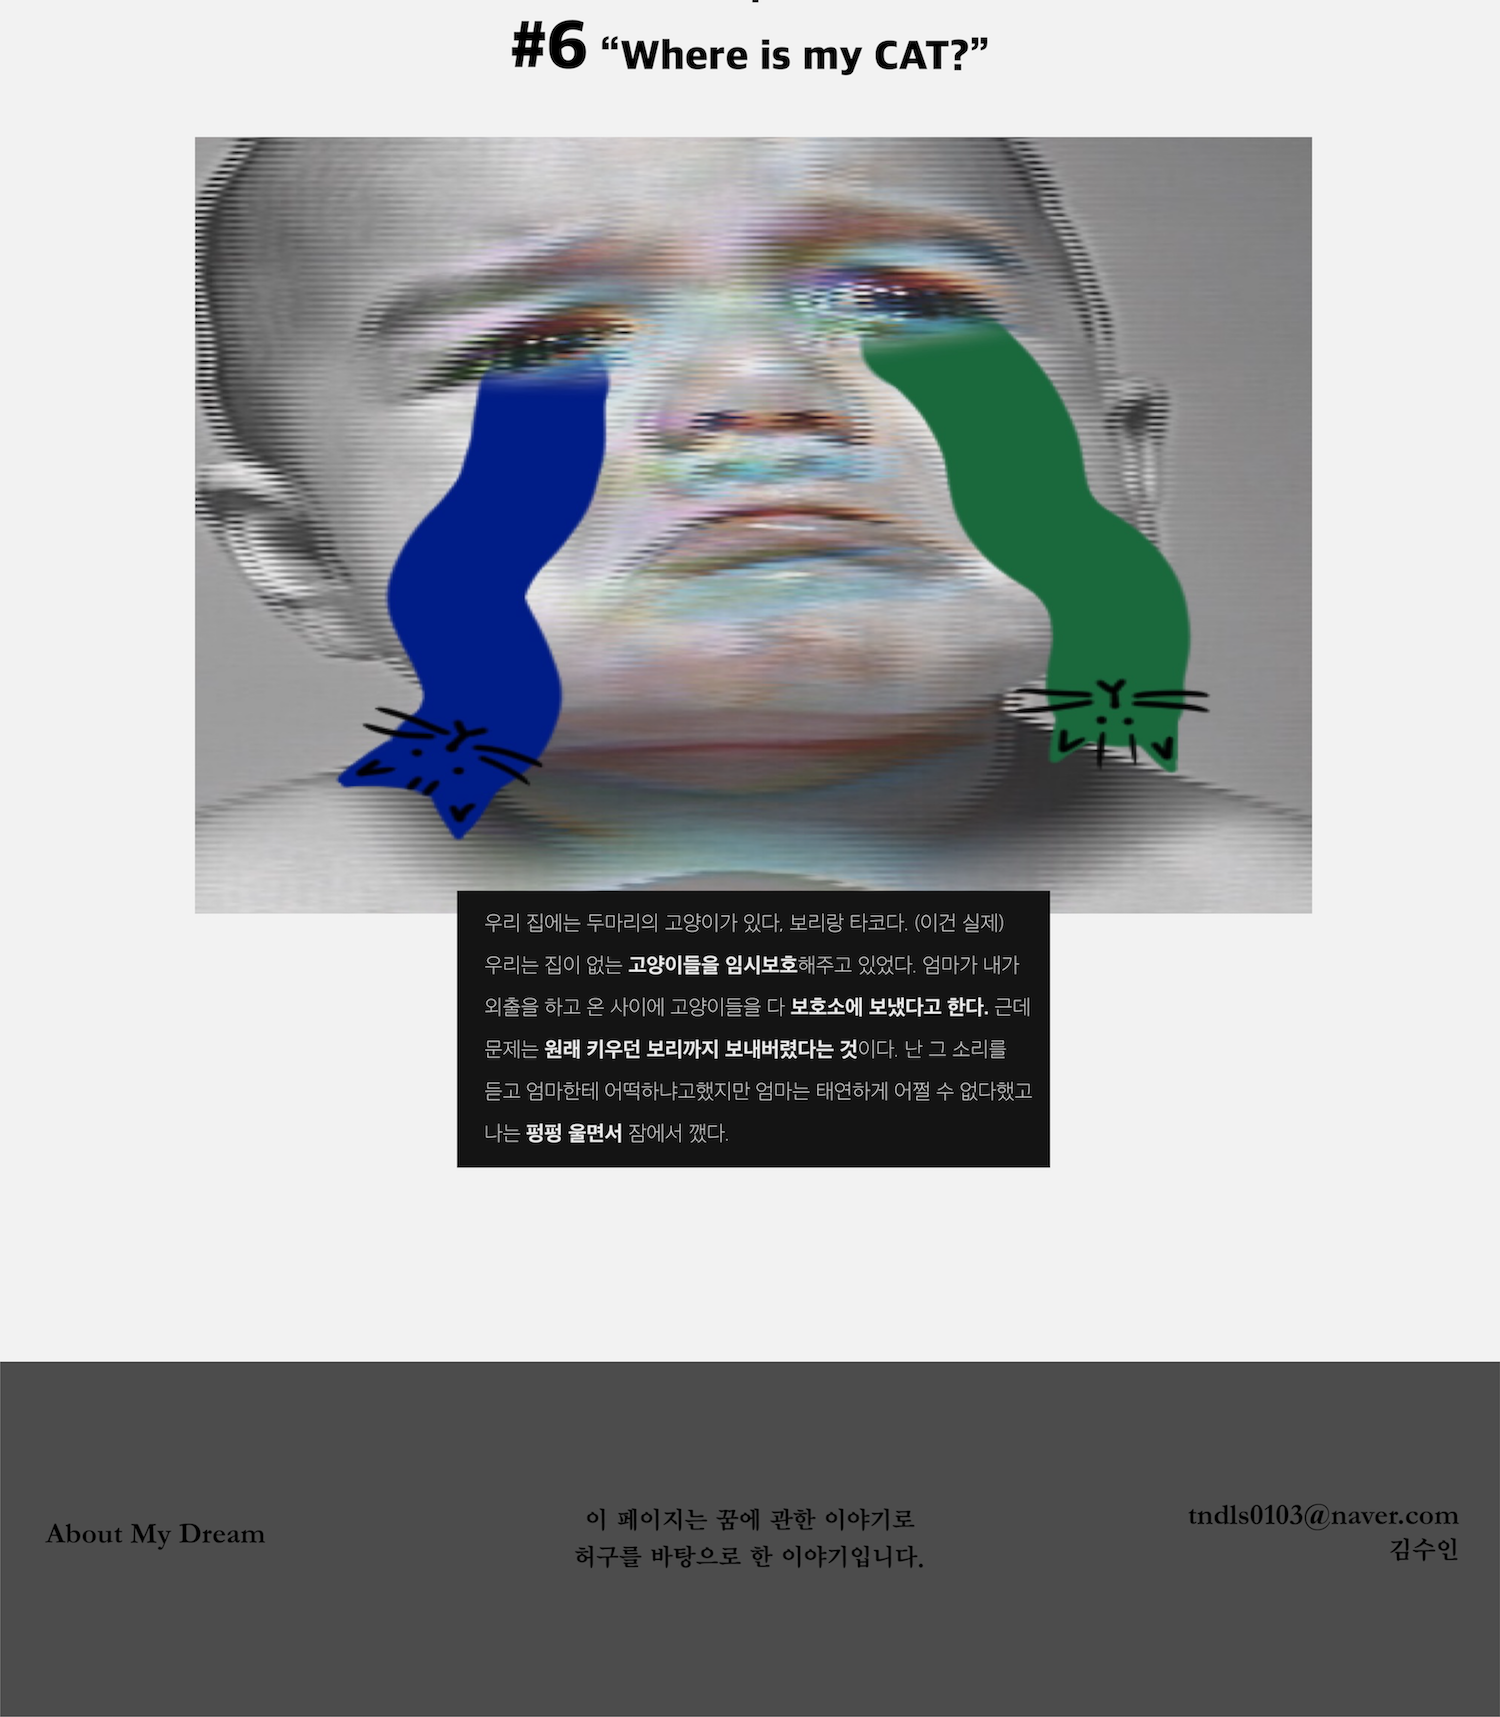 #6 “Where is my CAT?”
우리 집에는 두마리의 고양이가 있다, 보리랑 타코다. (이건 실제)
우리는 집이 없는 고양이들을 임시보호해주고 있었다. 엄마가 내가
외출을 하고 온 사이에 고양이들을 다 보호소에 보냈다고 한다. 근데
문제는 원래 키우던 보리까지 보내버렸다는 것이다. 난 그 소리를
듣고 엄마한테 어떡하냐고했지만 엄마는 태연하게 어쩔 수 없다했고
나는 펑펑 울면서 잠에서 깼다.
About My Dream
이 페이지는 꿈에 관한 이야기로
허구를 바탕으로 한 이야기입니다.
tndls0103@naver.com
김수인